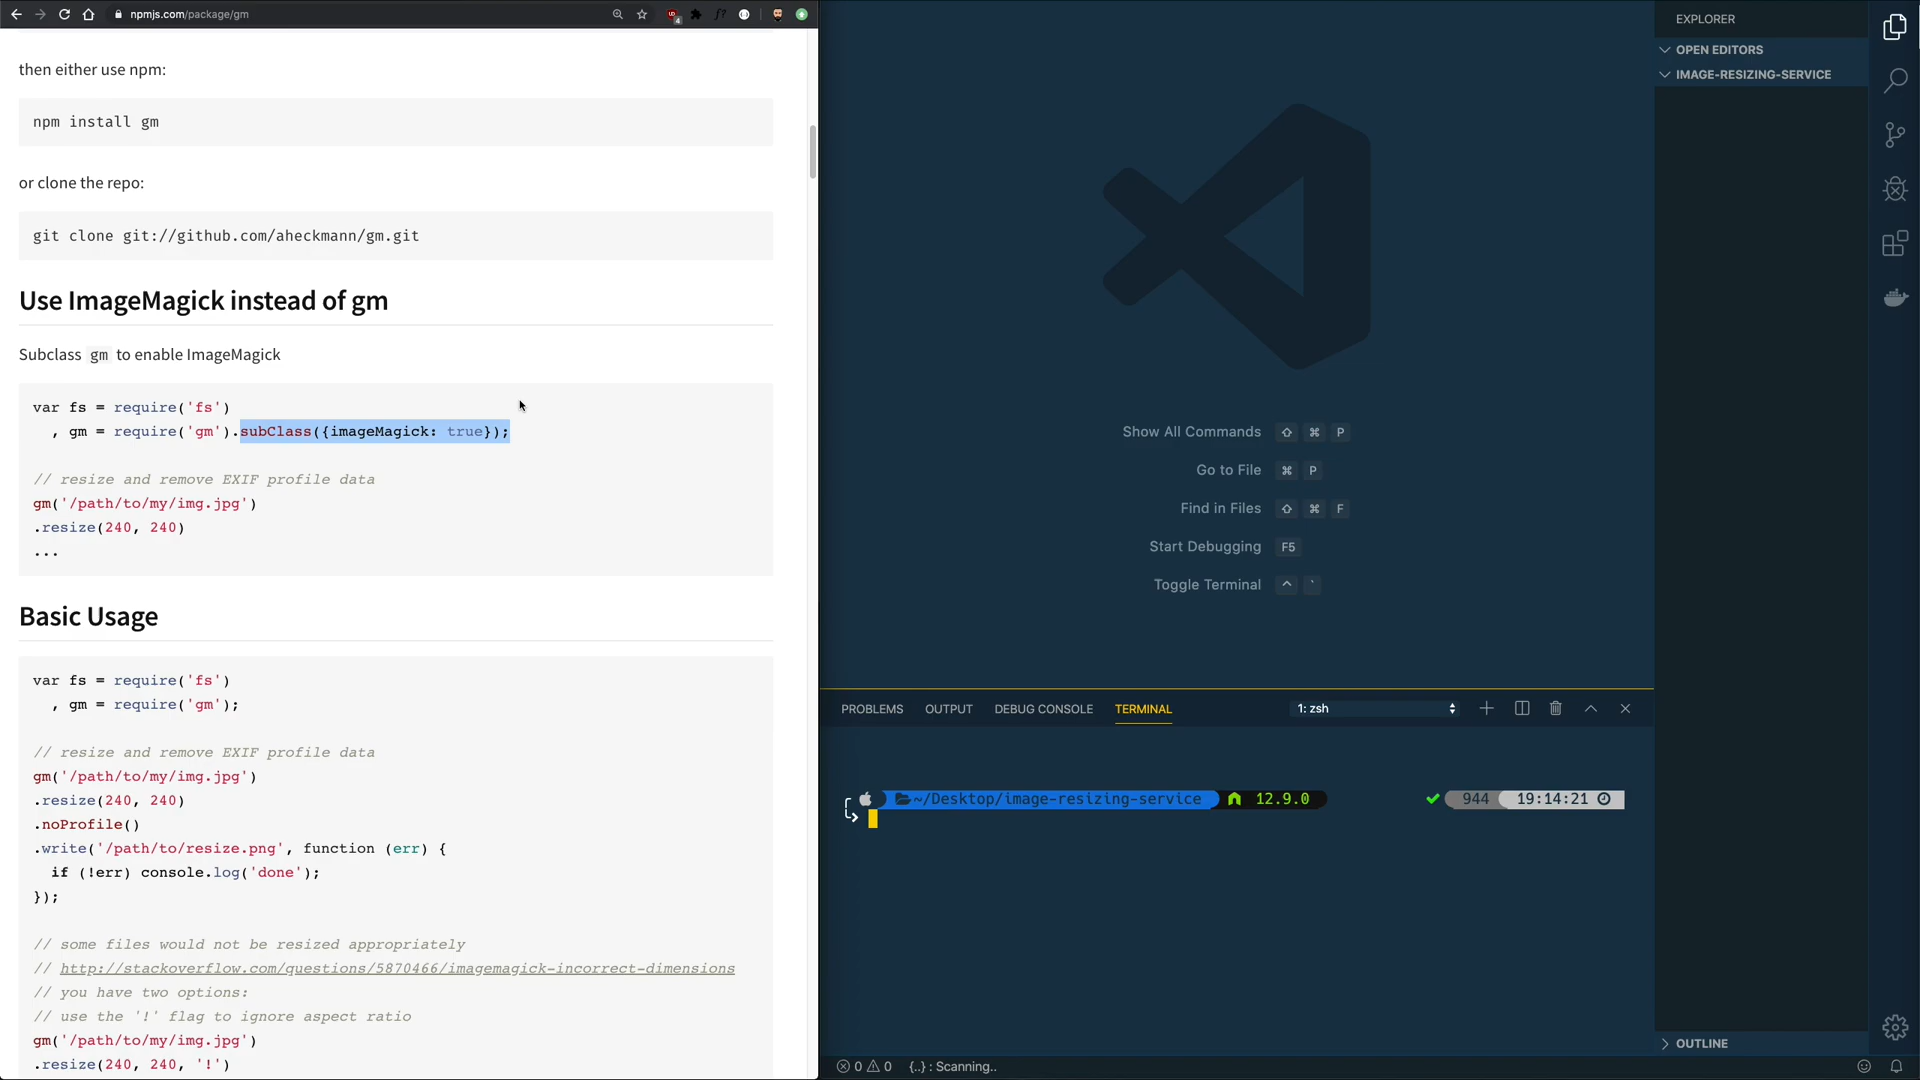 npmjs.com/package/gm
then either use npm:
npm install gm
or clone the repo:
git clone git://github.com/aheckmann/gm.git
Use ImageMagick instead of gm
Subclass gm to enable ImageMagick
var fs = require('fs')
, gm = require('gm').subClass({imageMagick: true});
// resize and remove EXIF profile data
gm('/path/to/my/img.jpg')
.resize(240, 240)
...
Basic Usage
var fs = require('fs')
, gm = require('gm');
// resize and remove EXIF profile data
gm('/path/to/my/img.jpg')
.resize(240, 240)
.noProfile()
.write('/path/to/resize.png', function (err) {
if (!err) console.log('done');
});
// some files would not be resized appropriately
// http://stackoverflow.com/questions/5870466/imagemagick-incorrect-dimensions
// you have two options:
// use the '!' flag to ignore aspect ratio
gm('/path/to/my/img.jpg')
.resize(240, 240, '!')
Show All Commands ⇧ ⌘ P
Go to File ⌘ P
Find in Files ⇧ ⌘ F
Start Debugging F5
Toggle Terminal ^ `
PROBLEMS OUTPUT DEBUG CONSOLE TERMINAL 1: zsh
~/Desktop/image-resizing-service 12.9.0 944 19:14:21
0 0 {..} : Scanning..
EXPLORER
OPEN EDITORS
IMAGE-RESIZING-SERVICE
OUTLINE